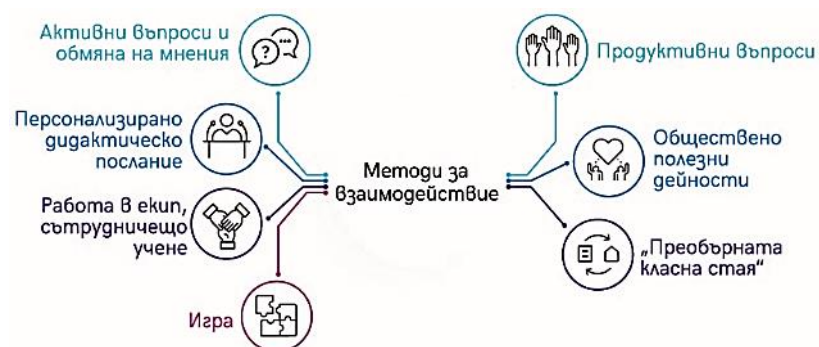 Активни въпроси и
обмяна на мнения
Персонализирано
дидактическо
послание
Работа в екип,
сътрудничещо
учене
Игра
Методи за
взаимодействие
Продуктивни въпроси
Обществено
полезни
дейности
„Преобърната
класна стая“